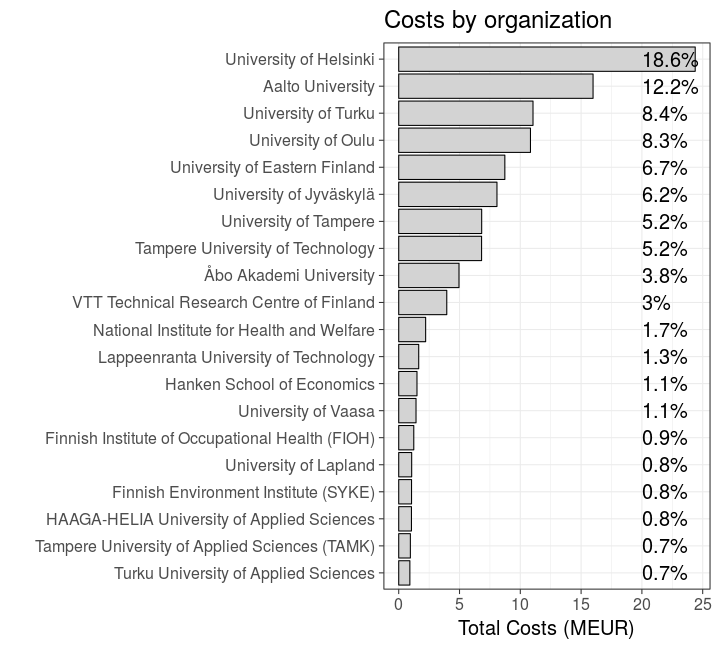 Costs by organization
University of Helsinki 18.6%
Aalto University 12.2%
University of Turku 8.4%
University of Oulu 8.3%
University of Eastern Finland 6.7%
University of Jyväskylä 6.2%
University of Tampere 5.2%
Tampere University of Technology 5.2%
Åbo Akademi University 3.8%
VTT Technical Research Centre of Finland 3%
National Institute for Health and Welfare 1.7%
Lappeenranta University of Technology 1.3%
Hanken School of Economics 1.1%
University of Vaasa 1.1%
Finnish Institute of Occupational Health (FIOH) 0.9%
University of Lapland 0.8%
Finnish Environment Institute (SYKE) 0.8%
HAAGA-HELIA University of Applied Sciences 0.8%
Tampere University of Applied Sciences (TAMK) 0.7%
Turku University of Applied Sciences 0.7%
0 5 10 15 20 25
Total Costs (MEUR)